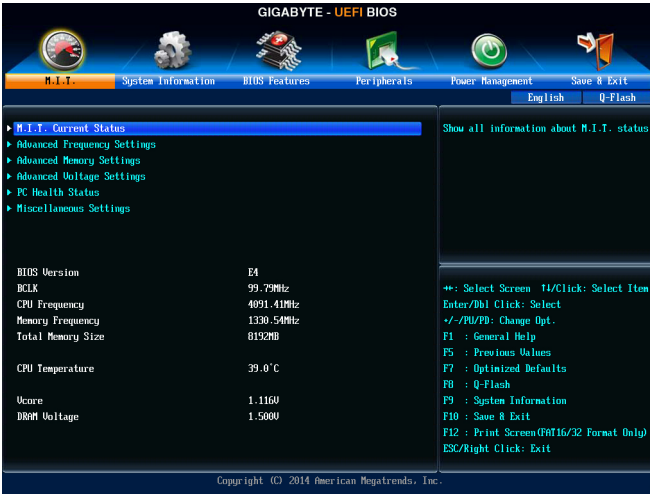 GIGABYTE - UEFI BIOS
M.I.T. System Information BIOS Features Peripherals Power Management Save & Exit
English Q-Flash
M.I.T. Current Status
Advanced Frequency Settings
Advanced Memory Settings
Advanced Voltage Settings
PC Health Status
Miscellaneous Settings
BIOS Version E4
BCLK 99.79MHz
CPU Frequency 4091.41MHz
Memory Frequency 1330.54MHz
Total Memory Size 8192MB
CPU Temperature 39.0°C
Vcore 1.116V
DRAM Voltage 1.500V
Show all information about M.I.T. status
→←: Select Screen ↑↓/Click: Select Item
Enter/Dbl Click: Select
+/-/PU/PD: Change Opt.
F1 : General Help
F5 : Previous Values
F7 : Optimized Defaults
F8 : Q-Flash
F9 : System Information
F10 : Save & Exit
F12 : Print Screen(FAT16/32 Format Only)
ESC/Right Click: Exit
Copyright (C) 2014 American Megatrends, Inc.